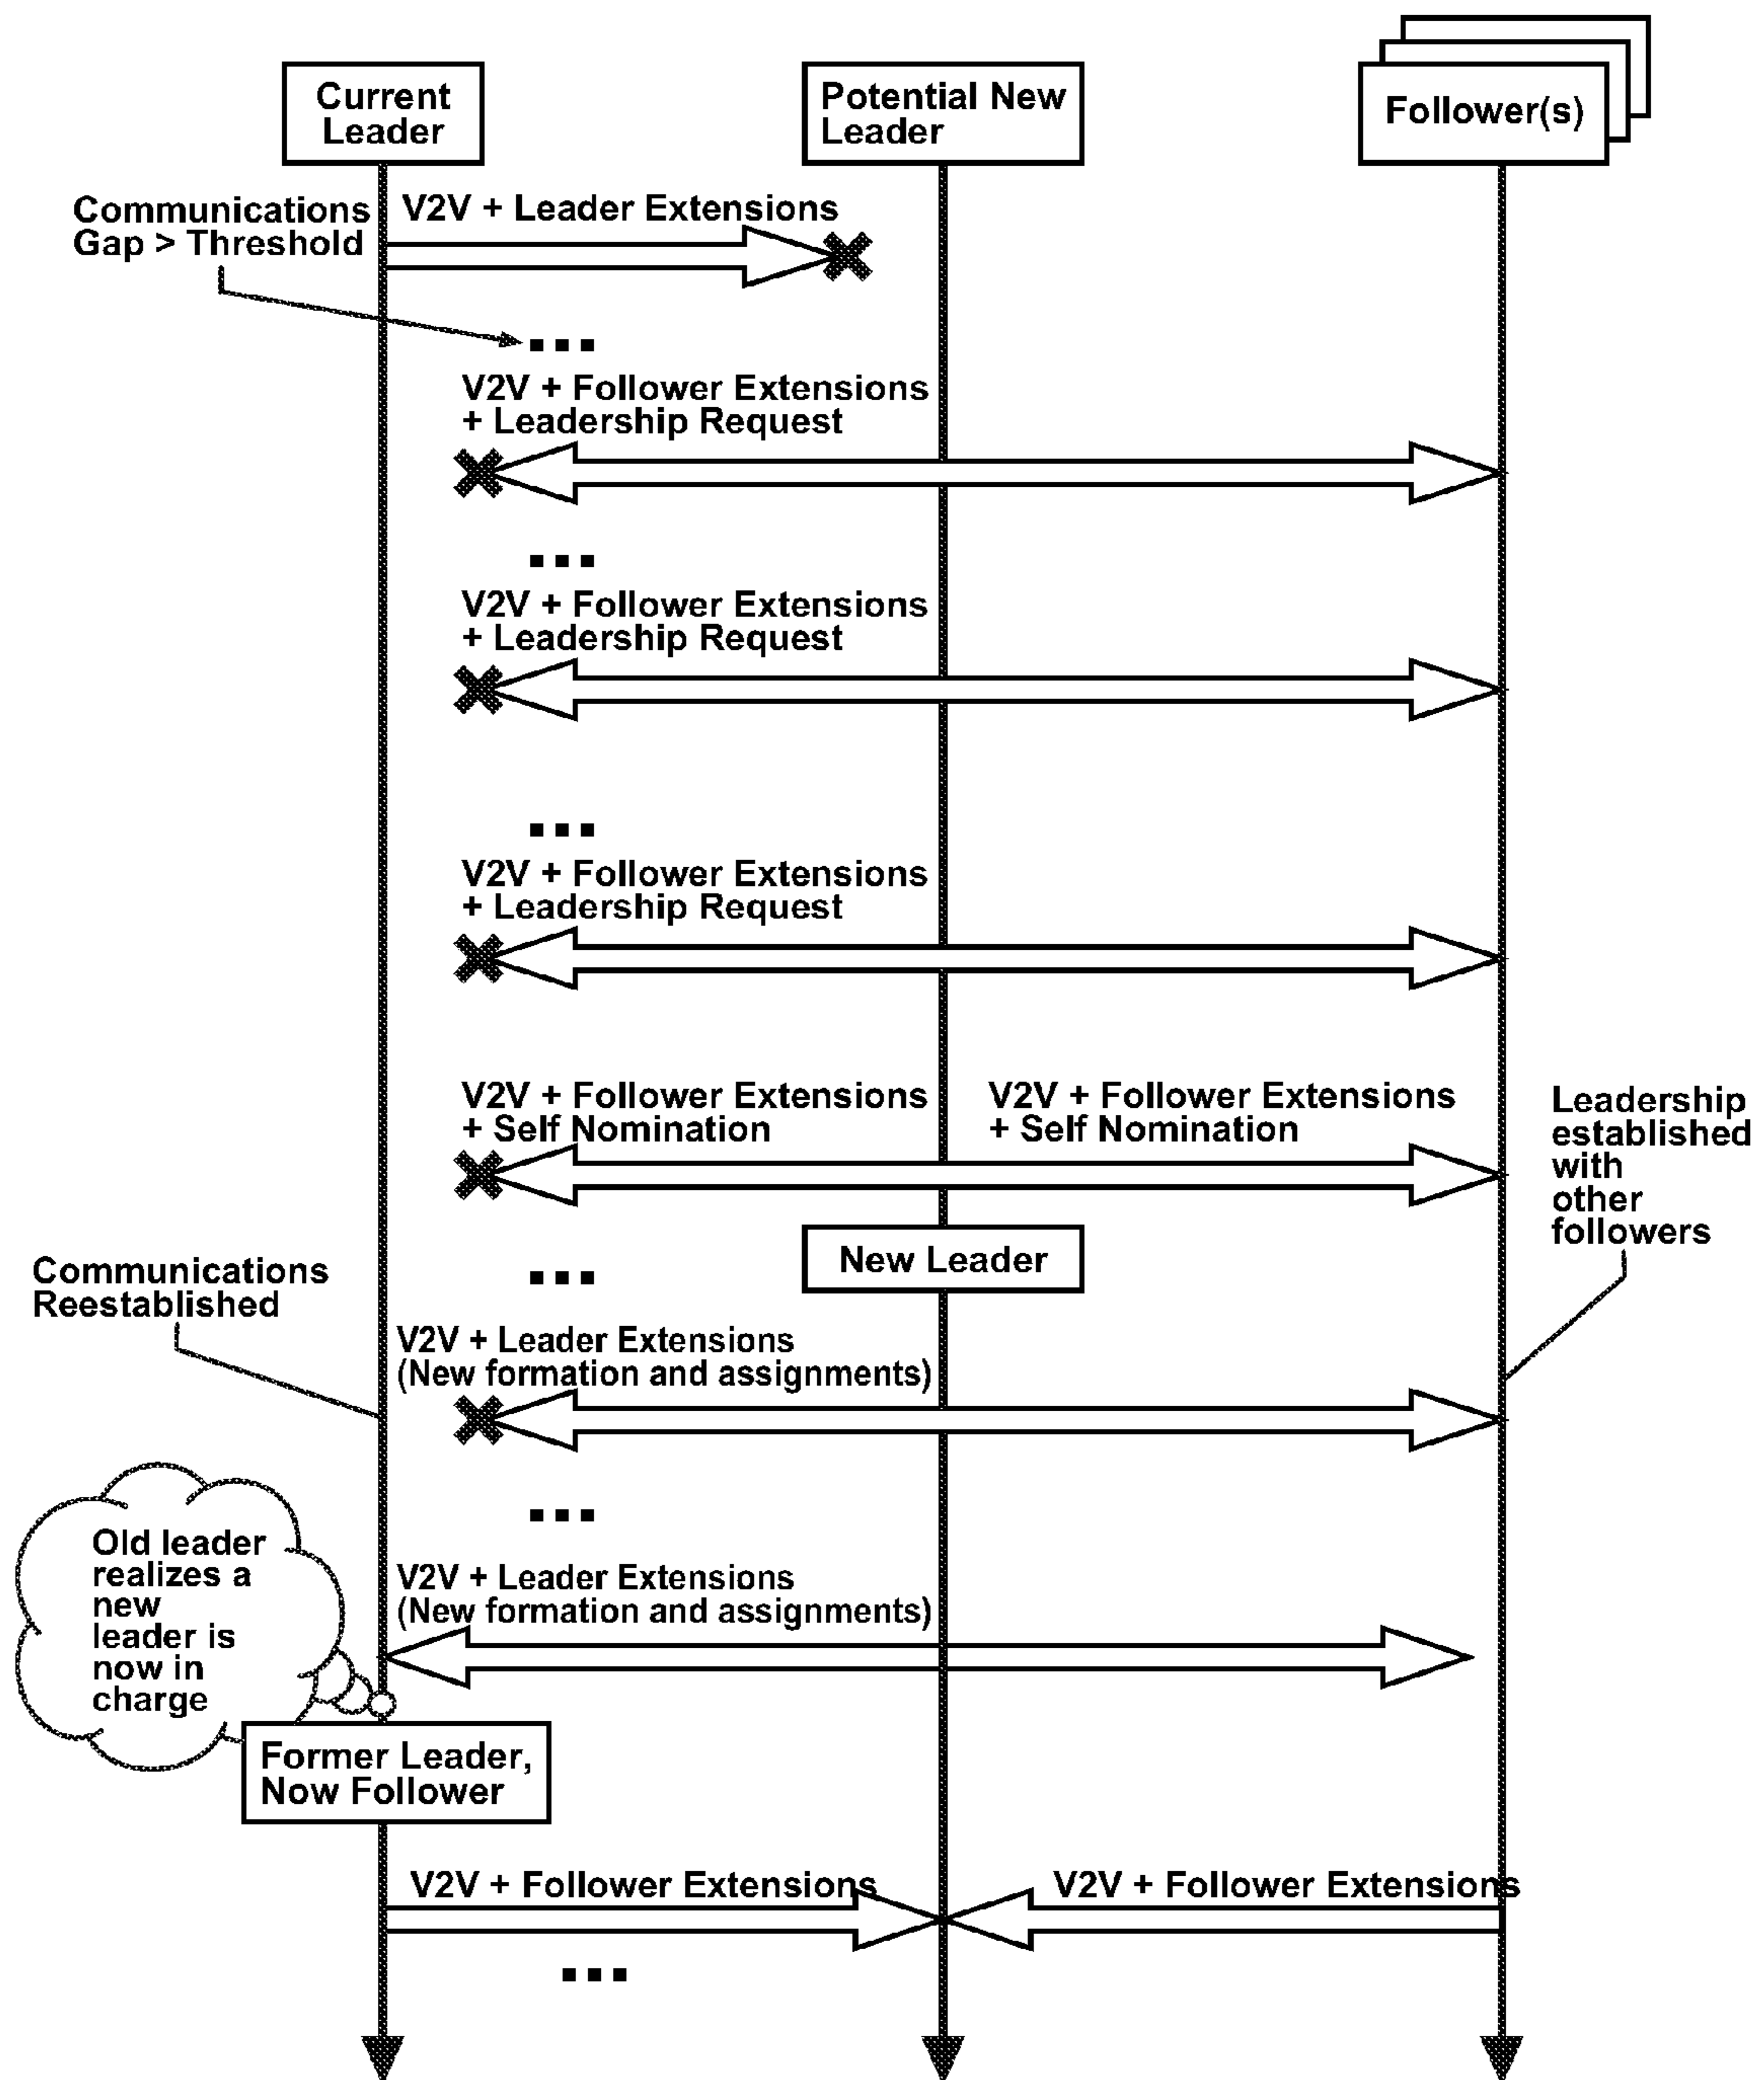 Current
Leader
Potential New
Leader
Follower(s)
Communications
Gap > Threshold
V2V + Leader Extensions
...
V2V + Follower Extensions
+ Leadership Request
...
V2V + Follower Extensions
+ Leadership Request
...
V2V + Follower Extensions
+ Leadership Request
V2V + Follower Extensions
+ Self Nomination
V2V + Follower Extensions
+ Self Nomination
Leadership
established
with
other
followers
New Leader
...
Communications
Reestablished
V2V + Leader Extensions
(New formation and assignments)
...
Old leader
realizes a
new
leader is
now in
charge
V2V + Leader Extensions
(New formation and assignments)
Former Leader,
Now Follower
V2V + Follower Extensions
V2V + Follower Extensions
...